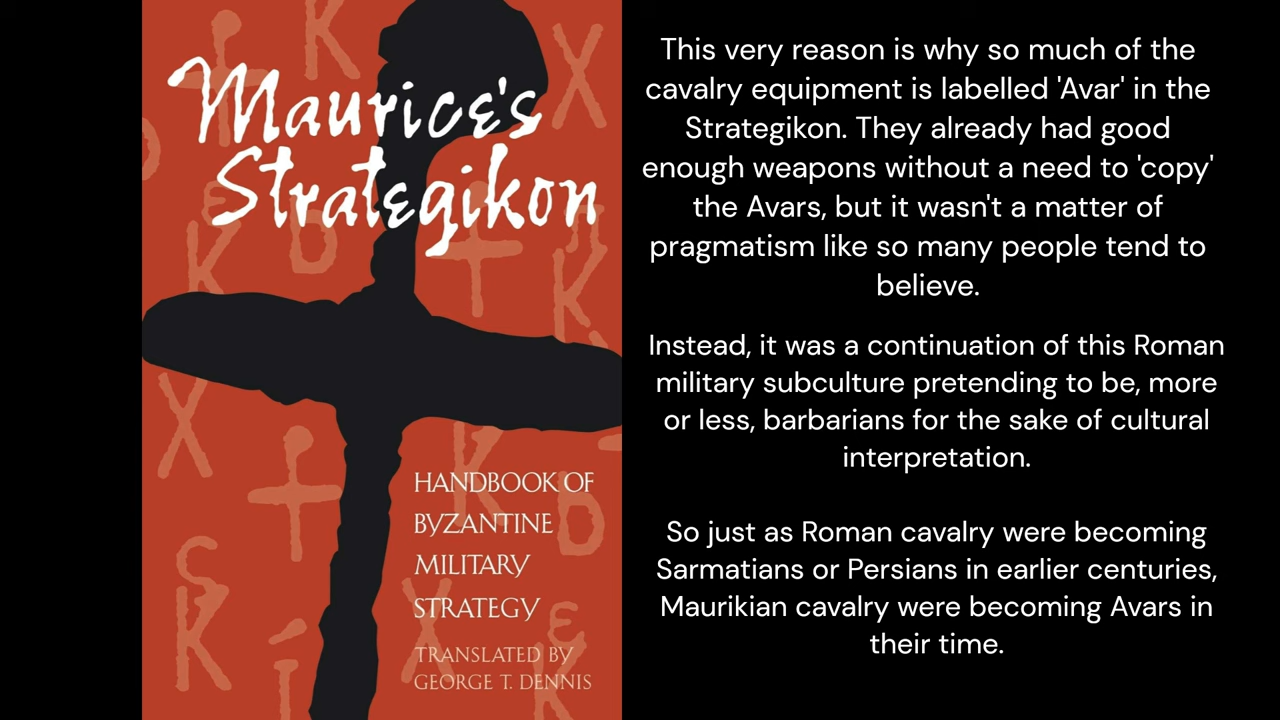 Maurice's
Strategikon
HANDBOOK OF
BYZANTINE
MILITARY
STRATEGY
TRANSLATED BY
GEORGE T. DENNIS
This very reason is why so much of the
cavalry equipment is labelled 'Avar' in the
Strategikon. They already had good
enough weapons without a need to 'copy'
the Avars, but it wasn't a matter of
pragmatism like so many people tend to
believe.
Instead, it was a continuation of this Roman
military subculture pretending to be, more
or less, barbarians for the sake of cultural
interpretation.
So just as Roman cavalry were becoming
Sarmatians or Persians in earlier centuries,
Maurikian cavalry were becoming Avars in
their time.